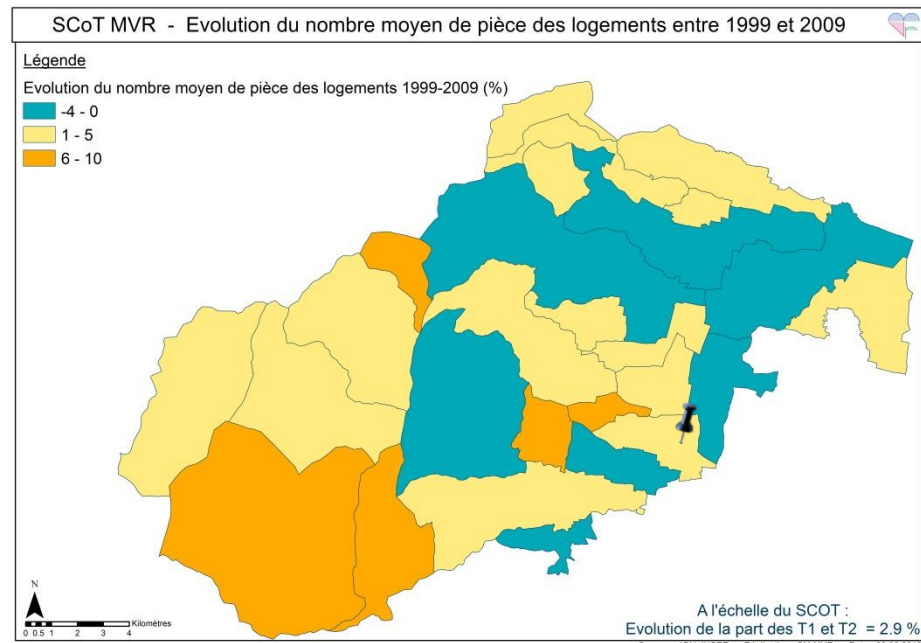 SCoT MVR - Evolution du nombre moyen de pièce des logements entre 1999 et 2009
Légende
Evolution du nombre moyen de pièce des logements 1999-2009 (%)
-4 - 0
1 - 5
6 - 10
N
Kilomètres
0 0.5 1 2 3 4
A l'échelle du SCOT :
Evolution de la part des T1 et T2 = 2.9 %